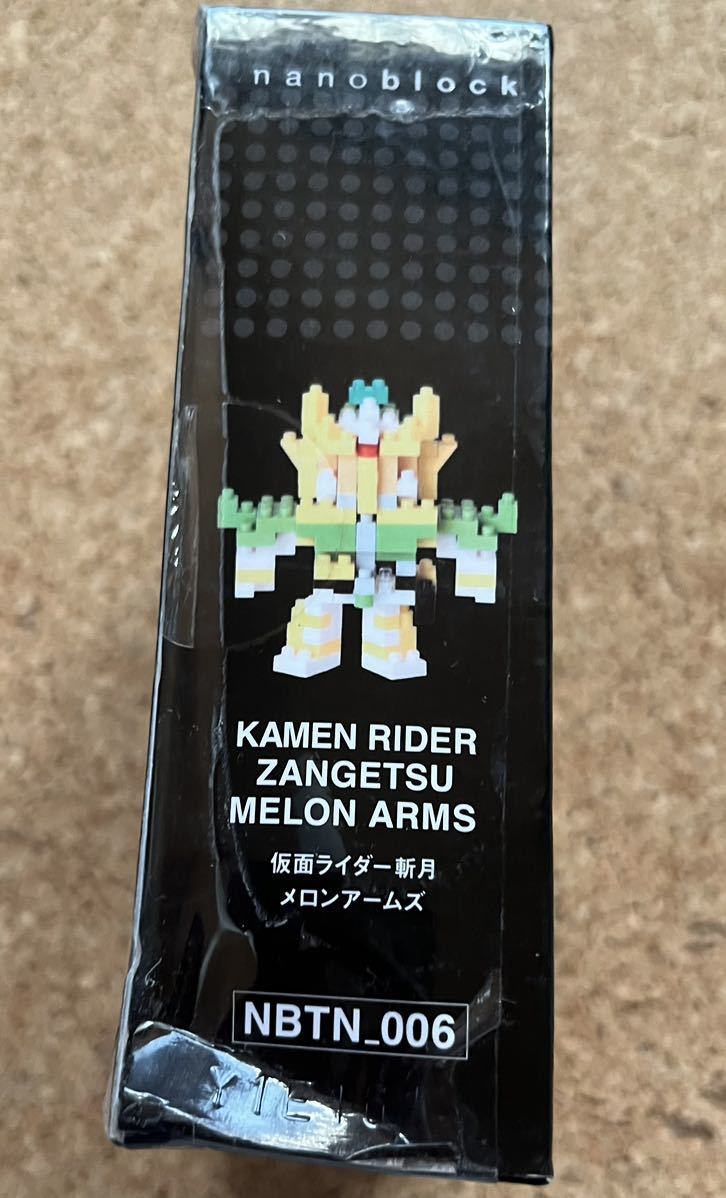 nanoblock
KAMEN RIDER
ZANGETSU
MELON ARMS
仮面ライダー斬月
メロンアームズ
NBTN_006